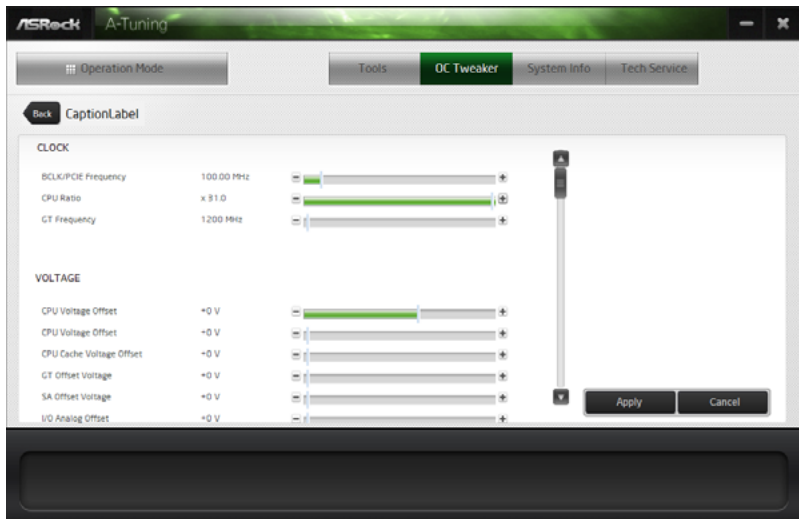 ASRock A-Tuning
Operation Mode Tools OC Tweaker System Info Tech Service
Back CaptionLabel
CLOCK
BCLK/PCIE Frequency 100.00 MHz
CPU Ratio x 31.0
GT Frequency 1200 MHz
VOLTAGE
CPU Voltage Offset +0 V
CPU Voltage Offset +0 V
CPU Cache Voltage Offset +0 V
GT Offset Voltage +0 V
SA Offset Voltage +0 V
I/O Analog Offset +0 V
Apply Cancel